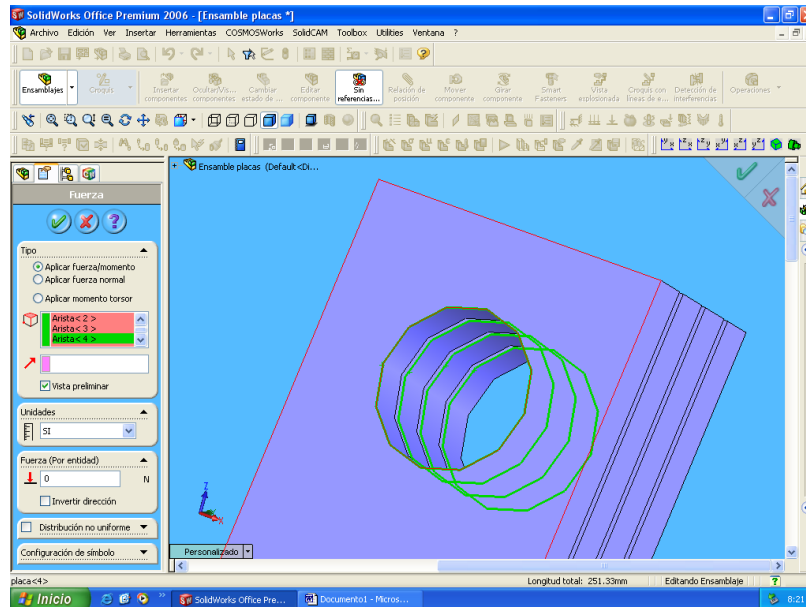 SolidWorks Office Premium 2006 - [Ensamble placas *]
Archivo Edición Ver Insertar Herramientas COSMOSWorks SolidCAM Toolbox Utilities Ventana ?
Ensamblajes
Croquis
Insertar componentes
Ocultar/Vis... componentes
Cambiar estado de ...
Editar componente
Sin referencias...
Relación de posición
Mover componente
Girar componente
Smart Fasteners
Vista explosionada
Croquis con líneas de e...
Detección de interferencias
Operaciones
Ensamble placas (Default<Di...
Fuerza
Tipo
Aplicar fuerza/momento
Aplicar fuerza normal
Aplicar momento torsor
Arista< 2 >
Arista< 3 >
Arista< 4 >
Vista preliminar
Unidades
SI
Fuerza (Por entidad)
0 N
Invertir dirección
Distribución no uniforme
Configuración de símbolo
Z
X
Personalizado
placa<4>
Longitud total: 251.33mm
Editando Ensamblaje
?
Inicio
SolidWorks Office Pre...
Documento1 - Micros...
8:21